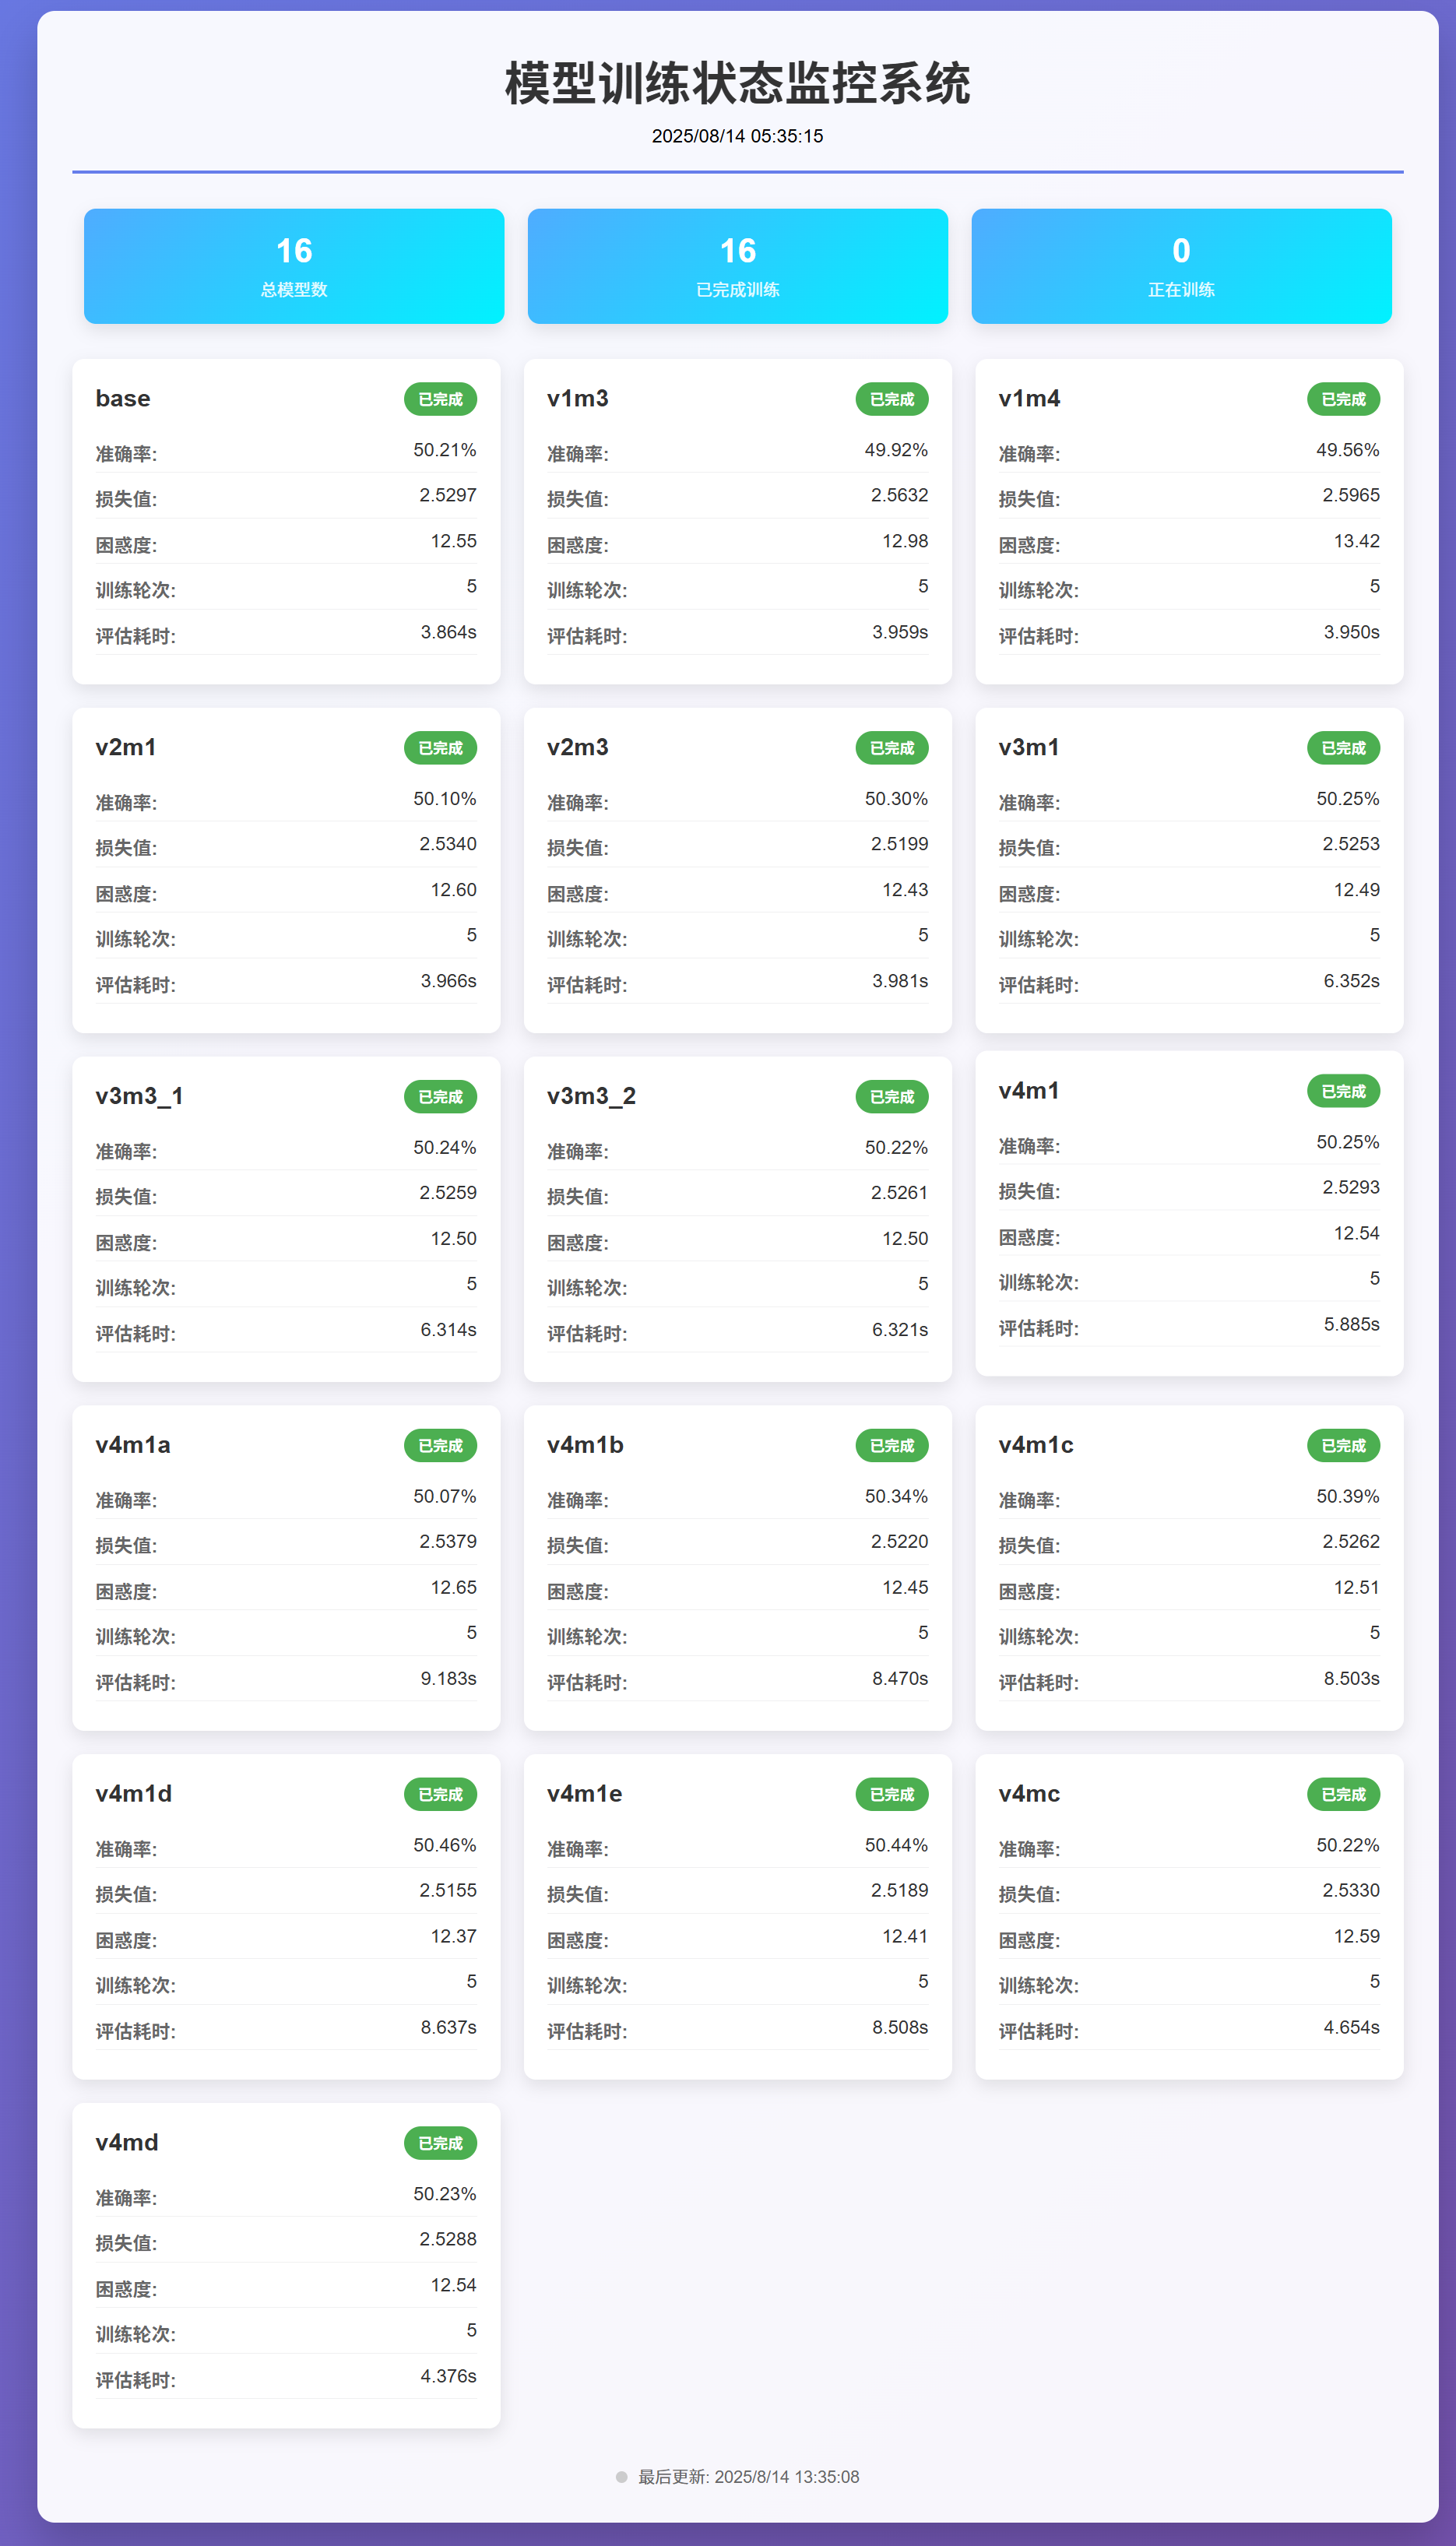 模型训练状态监控系统
2025/08/14 05:35:15
16
总模型数
16
已完成训练
0
正在训练
base 已完成
准确率: 50.21%
损失值: 2.5297
困惑度: 12.55
训练轮次: 5
评估耗时: 3.864s
v1m3 已完成
准确率: 49.92%
损失值: 2.5632
困惑度: 12.98
训练轮次: 5
评估耗时: 3.959s
v1m4 已完成
准确率: 49.56%
损失值: 2.5965
困惑度: 13.42
训练轮次: 5
评估耗时: 3.950s
v2m1 已完成
准确率: 50.10%
损失值: 2.5340
困惑度: 12.60
训练轮次: 5
评估耗时: 3.966s
v2m3 已完成
准确率: 50.30%
损失值: 2.5199
困惑度: 12.43
训练轮次: 5
评估耗时: 3.981s
v3m1 已完成
准确率: 50.25%
损失值: 2.5253
困惑度: 12.49
训练轮次: 5
评估耗时: 6.352s
v3m3_1 已完成
准确率: 50.24%
损失值: 2.5259
困惑度: 12.50
训练轮次: 5
评估耗时: 6.314s
v3m3_2 已完成
准确率: 50.22%
损失值: 2.5261
困惑度: 12.50
训练轮次: 5
评估耗时: 6.321s
v4m1 已完成
准确率: 50.25%
损失值: 2.5293
困惑度: 12.54
训练轮次: 5
评估耗时: 5.885s
v4m1a 已完成
准确率: 50.07%
损失值: 2.5379
困惑度: 12.65
训练轮次: 5
评估耗时: 9.183s
v4m1b 已完成
准确率: 50.34%
损失值: 2.5220
困惑度: 12.45
训练轮次: 5
评估耗时: 8.470s
v4m1c 已完成
准确率: 50.39%
损失值: 2.5262
困惑度: 12.51
训练轮次: 5
评估耗时: 8.503s
v4m1d 已完成
准确率: 50.46%
损失值: 2.5155
困惑度: 12.37
训练轮次: 5
评估耗时: 8.637s
v4m1e 已完成
准确率: 50.44%
损失值: 2.5189
困惑度: 12.41
训练轮次: 5
评估耗时: 8.508s
v4mc 已完成
准确率: 50.22%
损失值: 2.5330
困惑度: 12.59
训练轮次: 5
评估耗时: 4.654s
v4md 已完成
准确率: 50.23%
损失值: 2.5288
困惑度: 12.54
训练轮次: 5
评估耗时: 4.376s
最后更新: 2025/8/14 13:35:08